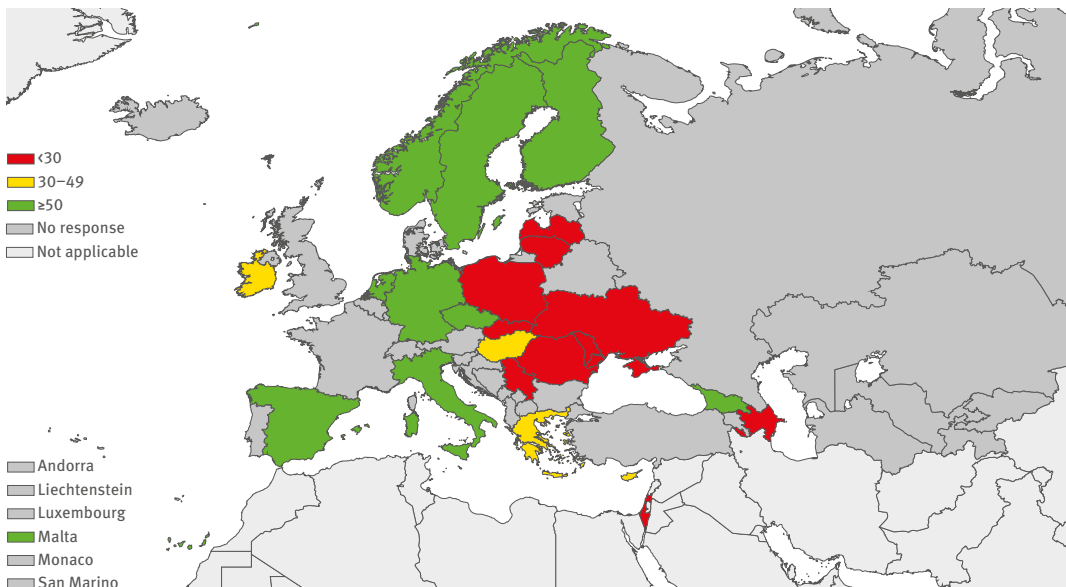 <30
30–49
≥50
No response
Not applicable
Andorra
Liechtenstein
Luxembourg
Malta
Monaco
San Marino